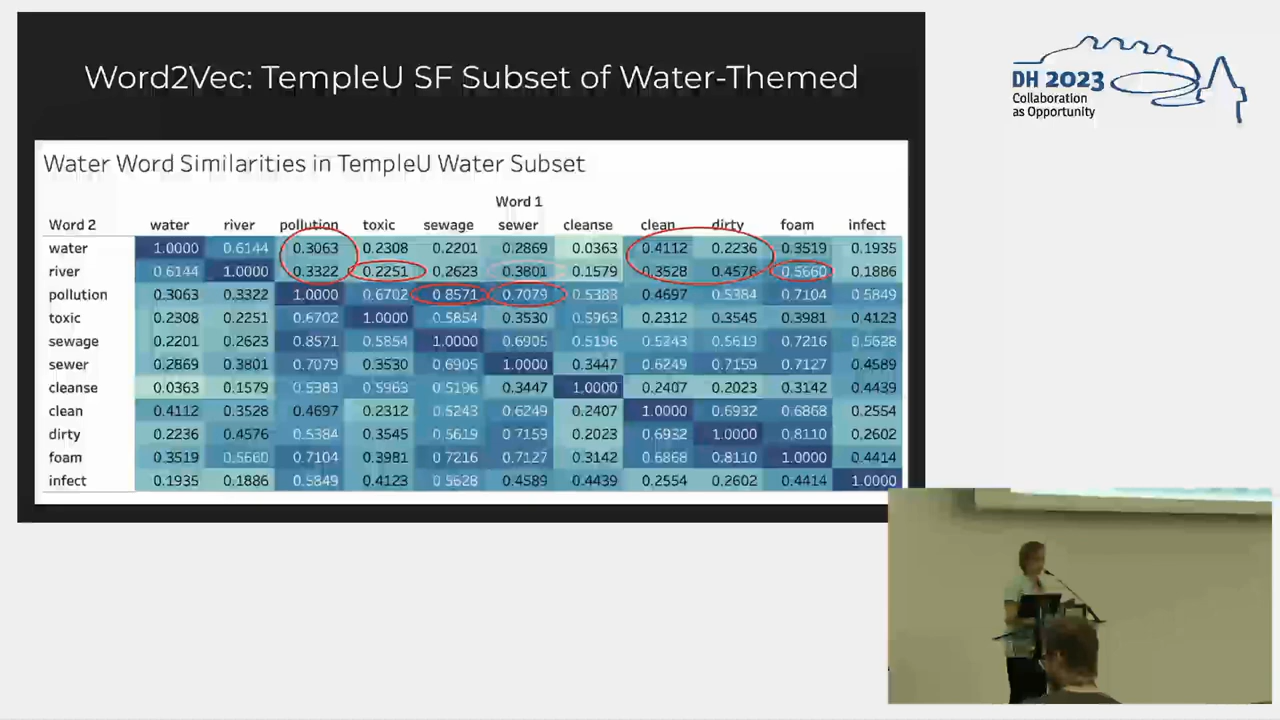 Word2Vec: TempleU SF Subset of Water-Themed
DH 2023
Collaboration
as Opportunity
Water Word Similarities in TempleU Water Subset
Word 1
Word 2 water river pollution toxic sewage sewer cleanse clean dirty foam infect
water 1.0000 0.6144 0.3063 0.2308 0.2201 0.2869 0.0363 0.4112 0.2236 0.3519 0.1935
river 0.6144 1.0000 0.3322 0.2251 0.2623 0.3801 0.1579 0.3528 0.4576 0.5660 0.1886
pollution 0.3063 0.3322 1.0000 0.6702 0.8571 0.7079 0.5383 0.4697 0.5384 0.7104 0.5849
toxic 0.2308 0.2251 0.6702 1.0000 0.5854 0.3530 0.5963 0.2312 0.3545 0.3981 0.4123
sewage 0.2201 0.2623 0.8571 0.5854 1.0000 0.6905 0.5196 0.5243 0.5619 0.7216 0.5628
sewer 0.2869 0.3801 0.7079 0.3530 0.6905 1.0000 0.3447 0.6249 0.7159 0.7127 0.4589
cleanse 0.0363 0.1579 0.5383 0.5963 0.5196 0.3447 1.0000 0.2407 0.2023 0.3142 0.4439
clean 0.4112 0.3528 0.4697 0.2312 0.5243 0.6249 0.2407 1.0000 0.6932 0.6868 0.2554
dirty 0.2236 0.4576 0.5384 0.3545 0.5619 0.7159 0.2023 0.6932 1.0000 0.8110 0.2602
foam 0.3519 0.5660 0.7104 0.3981 0.7216 0.7127 0.3142 0.6868 0.8110 1.0000 0.4414
infect 0.1935 0.1886 0.5849 0.4123 0.5628 0.4589 0.4439 0.2554 0.2602 0.4414 1.0000